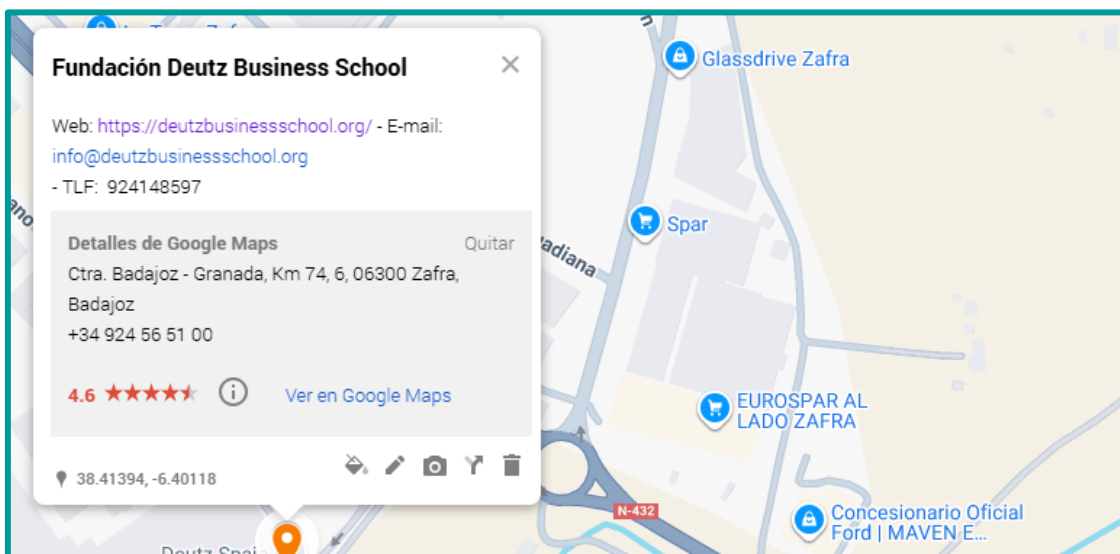 Fundación Deutz Business School
Web: https://deutzbusinessschool.org/ - E-mail:
info@deutzbusinessschool.org
- TLF: 924148597
Detalles de Google Maps
Quitar
Ctra. Badajoz - Granada, Km 74, 6, 06300 Zafra,
Badajoz
+34 924 56 51 00
4.6
Ver en Google Maps
38.41394, -6.40118
Glassdrive Zafra
Spar
EUROSPAR AL
LADO ZAFRA
N-432
Concesionario Oficial
Ford | MAVEN E...